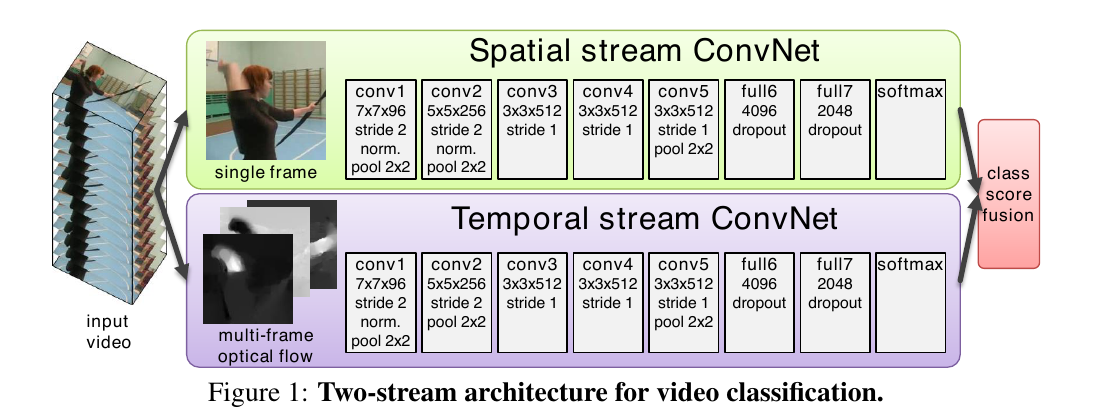 Spatial stream ConvNet
conv1
7x7x96
stride 2
norm.
pool 2x2
conv2
5x5x256
stride 2
norm.
pool 2x2
conv3
3x3x512
stride 1
conv4
3x3x512
stride 1
conv5
3x3x512
stride 1
pool 2x2
full6
4096
dropout
full7
2048
dropout
softmax
single frame
Temporal stream ConvNet
conv1
7x7x96
stride 2
norm.
pool 2x2
conv2
5x5x256
stride 2
pool 2x2
conv3
3x3x512
stride 1
conv4
3x3x512
stride 1
conv5
3x3x512
stride 1
pool 2x2
full6
4096
dropout
full7
2048
dropout
softmax
multi-frame
optical flow
input
video
class
score
fusion
Figure 1: Two-stream architecture for video classification.